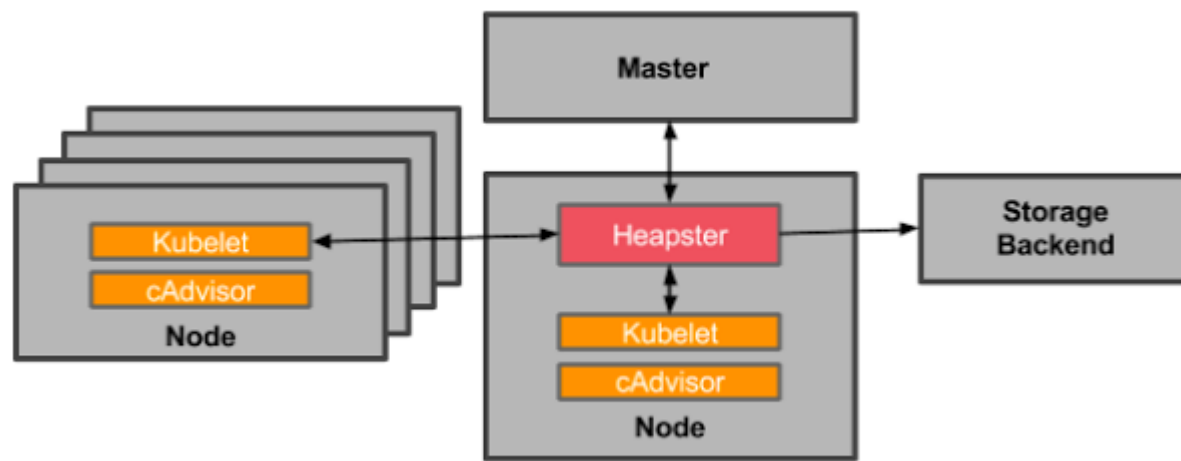 Master
Kubelet
cAdvisor
Node
Heapster
Kubelet
cAdvisor
Node
Storage
Backend